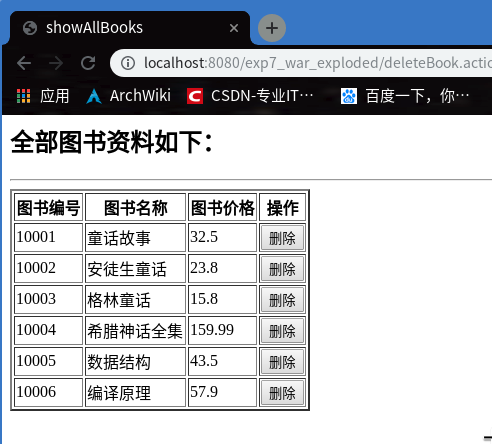 showAllBooks
localhost:8080/exp7_war_exploded/deleteBook.actio
应用 ArchWiki CSDN-专业IT… 百度一下，你…
全部图书资料如下：
图书编号 图书名称 图书价格 操作
10001 童话故事 32.5 删除
10002 安徒生童话 23.8 删除
10003 格林童话 15.8 删除
10004 希腊神话全集 159.99 删除
10005 数据结构 43.5 删除
10006 编译原理 57.9 删除